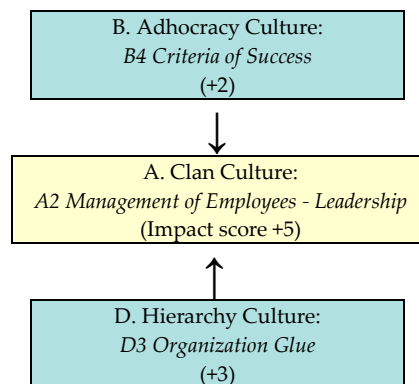 B. Adhocracy Culture:
B4 Criteria of Success
(+2)
A. Clan Culture:
A2 Management of Employees - Leadership
(Impact score +5)
D. Hierarchy Culture:
D3 Organization Glue
(+3)